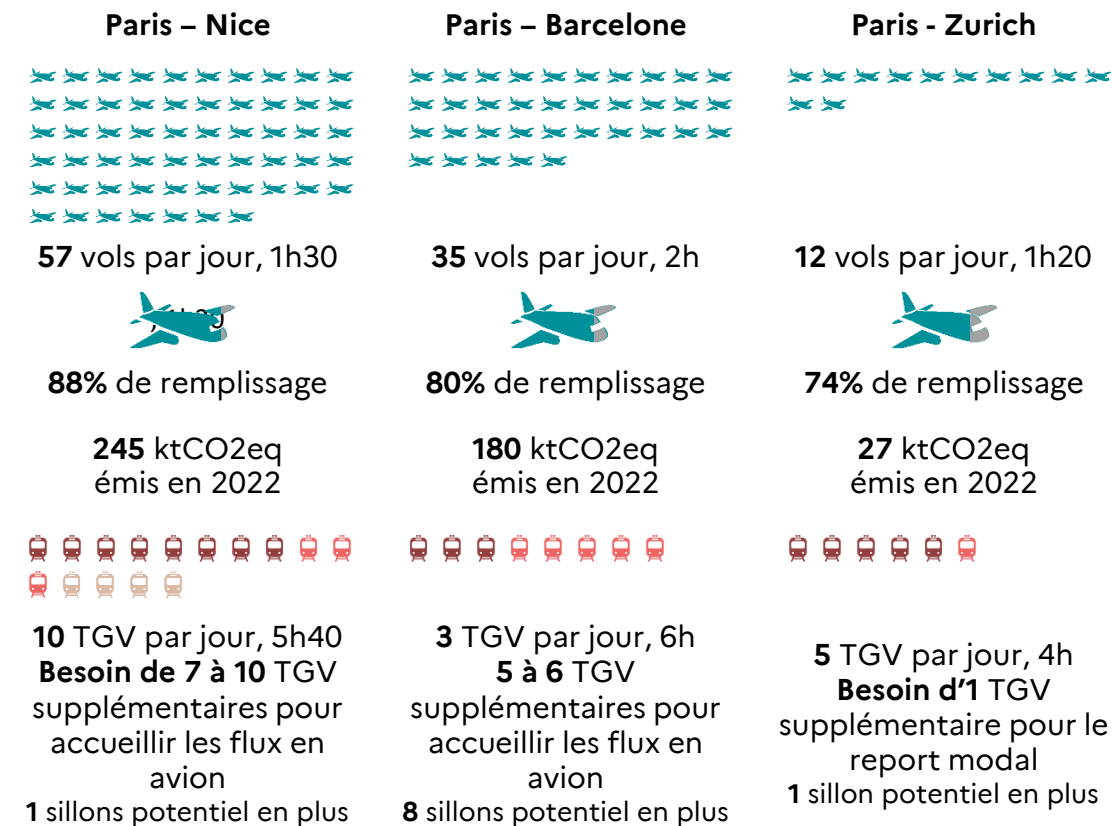 Paris – Nice
57 vols par jour, 1h30
88% de remplissage
245 ktCO2eq
émis en 2022
10 TGV par jour, 5h40
Besoin de 7 à 10 TGV
supplémentaires pour
accueillir les flux en
avion
1 sillons potentiel en plus
Paris – Barcelone
35 vols par jour, 2h
80% de remplissage
180 ktCO2eq
émis en 2022
3 TGV par jour, 6h
5 à 6 TGV
supplémentaires pour
accueillir les flux en
avion
8 sillons potentiel en plus
Paris - Zurich
12 vols par jour, 1h20
74% de remplissage
27 ktCO2eq
émis en 2022
5 TGV par jour, 4h
Besoin d’1 TGV
supplémentaire pour le
report modal
1 sillon potentiel en plus